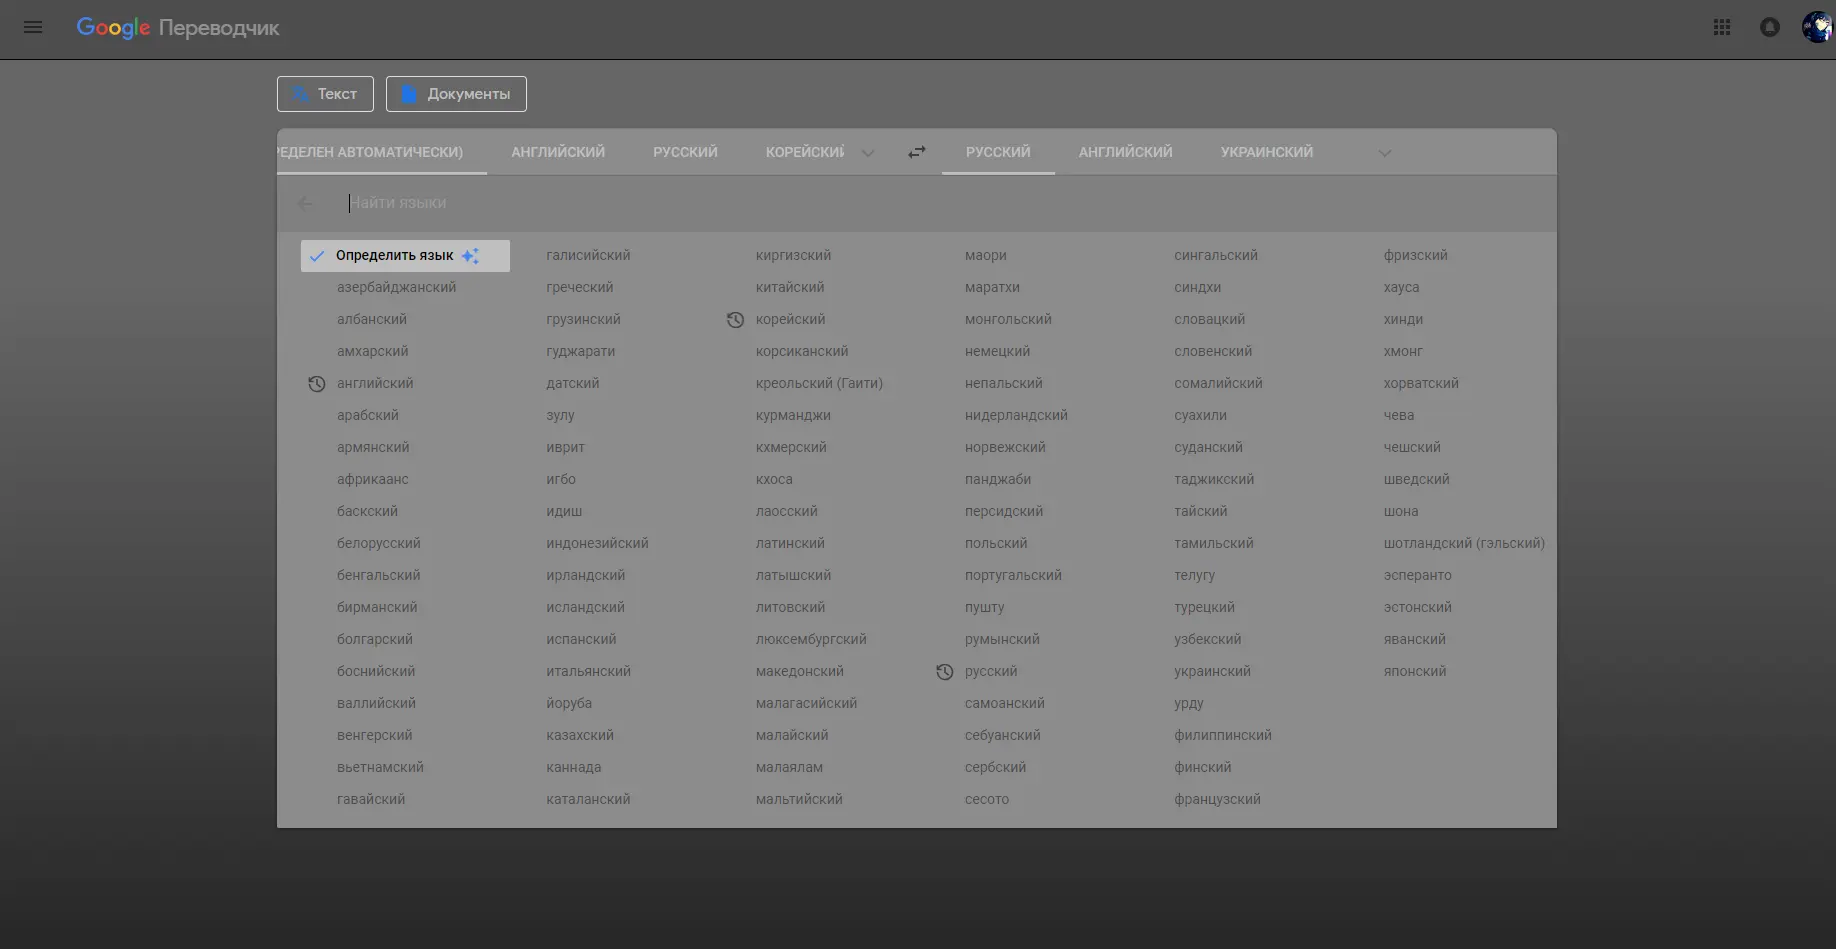 Google Переводчик
Текст
Документы
РЕДЕЛЕН АВТОМАТИЧЕСКИ)
АНГЛИЙСКИЙ
РУССКИЙ
КОРЕЙСКИЙ
РУССКИЙ
АНГЛИЙСКИЙ
УКРАИНСКИЙ
Найти языки
Определить язык
азербайджанский
албанский
амхарский
английский
арабский
армянский
африкаанс
баскский
белорусский
бенгальский
бирманский
болгарский
боснийский
валлийский
венгерский
вьетнамский
гавайский
галисийский
греческий
грузинский
гуджарати
датский
зулу
иврит
игбо
идиш
индонезийский
ирландский
исландский
испанский
итальянский
йоруба
казахский
каннада
каталанский
киргизский
китайский
корейский
корсиканский
креольский (Гаити)
курманджи
кхмерский
кхоса
лаосский
латинский
латышский
литовский
люксембургский
македонский
малагасийский
малайский
малаялам
мальтийский
маори
маратхи
монгольский
немецкий
непальский
нидерландский
норвежский
панджаби
персидский
польский
португальский
пушту
румынский
русский
самоанский
себуанский
сербский
сесото
сингальский
синдхи
словацкий
словенский
сомалийский
суахили
суданский
таджикский
тайский
тамильский
телугу
турецкий
узбекский
украинский
урду
филиппинский
финский
французский
фризский
хауса
хинди
хмонг
хорватский
чева
чешский
шведский
шона
шотландский (гэльский)
эсперанто
эстонский
яванский
японский